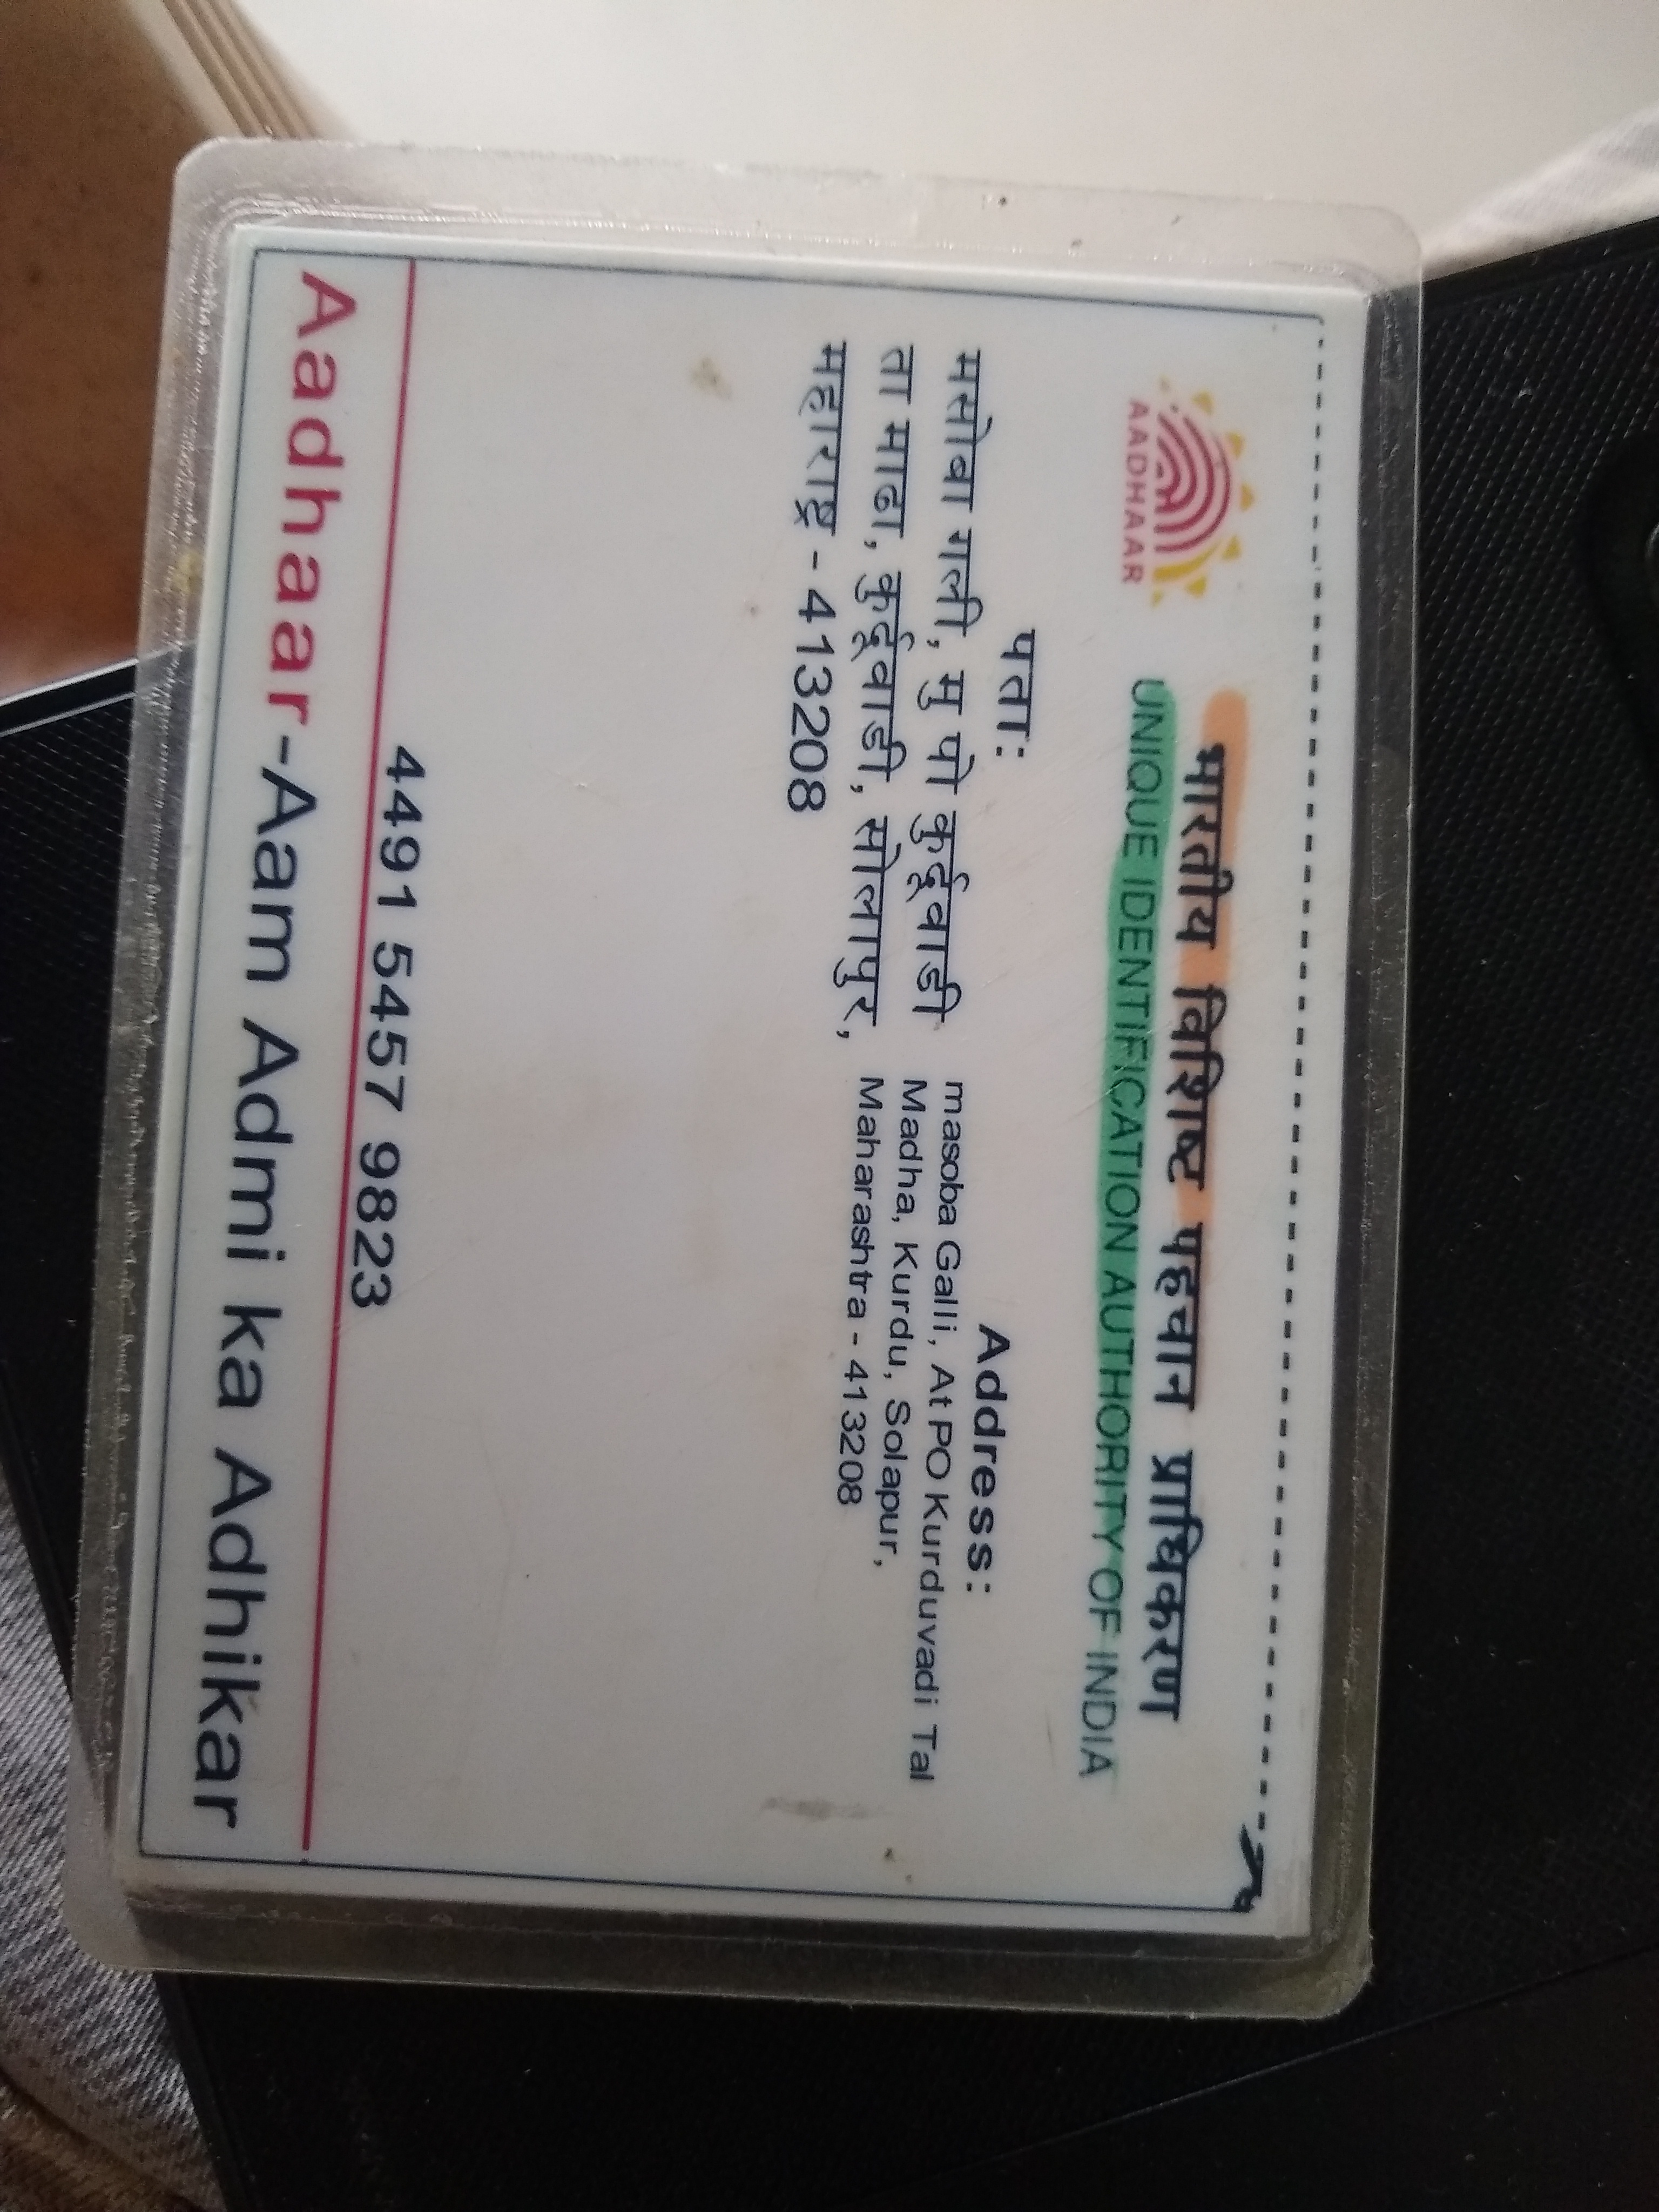 भारतीय विशिष्ट पहचान प्राधिकरण
UNIQUE IDENTIFICATION AUTHORITY OF INDIA
AADHAAR
पता:
मसोबा गल्ली, मु पो कुर्दूवाडी
ता माढा, कुर्दूवाडी, सोलापुर,
महाराष्ट्र - 413208
Address:
masoba Galli, At PO Kurduvadi Tal
Madha, Kurdu, Solapur,
Maharashtra - 413208
4491 5457 9823
Aadhaar-Aam Admi ka Adhikar